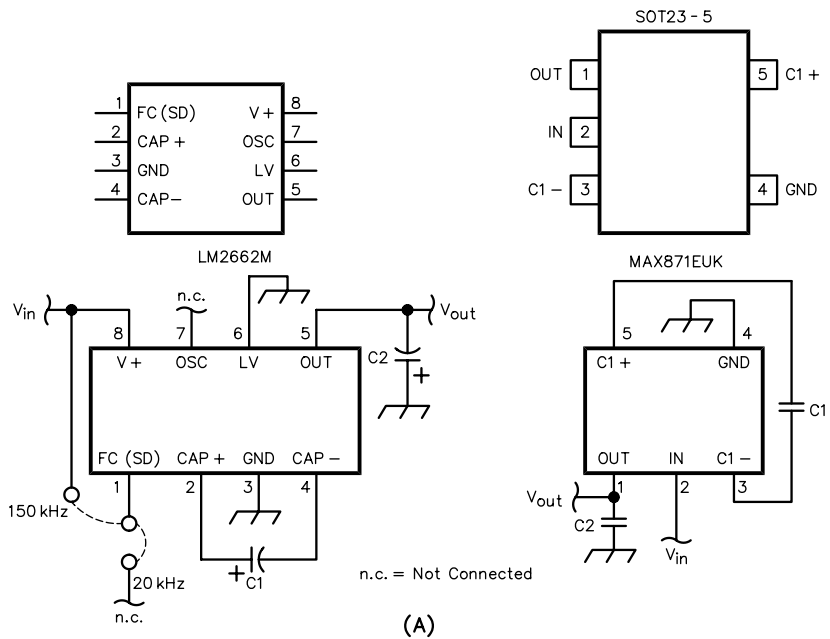 SOT23-5
1 FC(SD)
2 CAP+
3 GND
4 CAP−
V+ 8
OSC 7
LV 6
OUT 5
OUT 1
IN 2
C1− 3
5 C1+
4 GND
LM2662M
MAX871EUK
Vin
n.c.
Vout
8 7 6 5
V+ OSC LV OUT
C2
+
FC (SD) CAP+ GND CAP−
1 2 3 4
150 kHz
20 kHz
n.c.
+ C1
5 4
C1+ GND
C1
OUT IN C1−
1 2 3
Vout
C2
Vin
n.c. = Not Connected
(A)